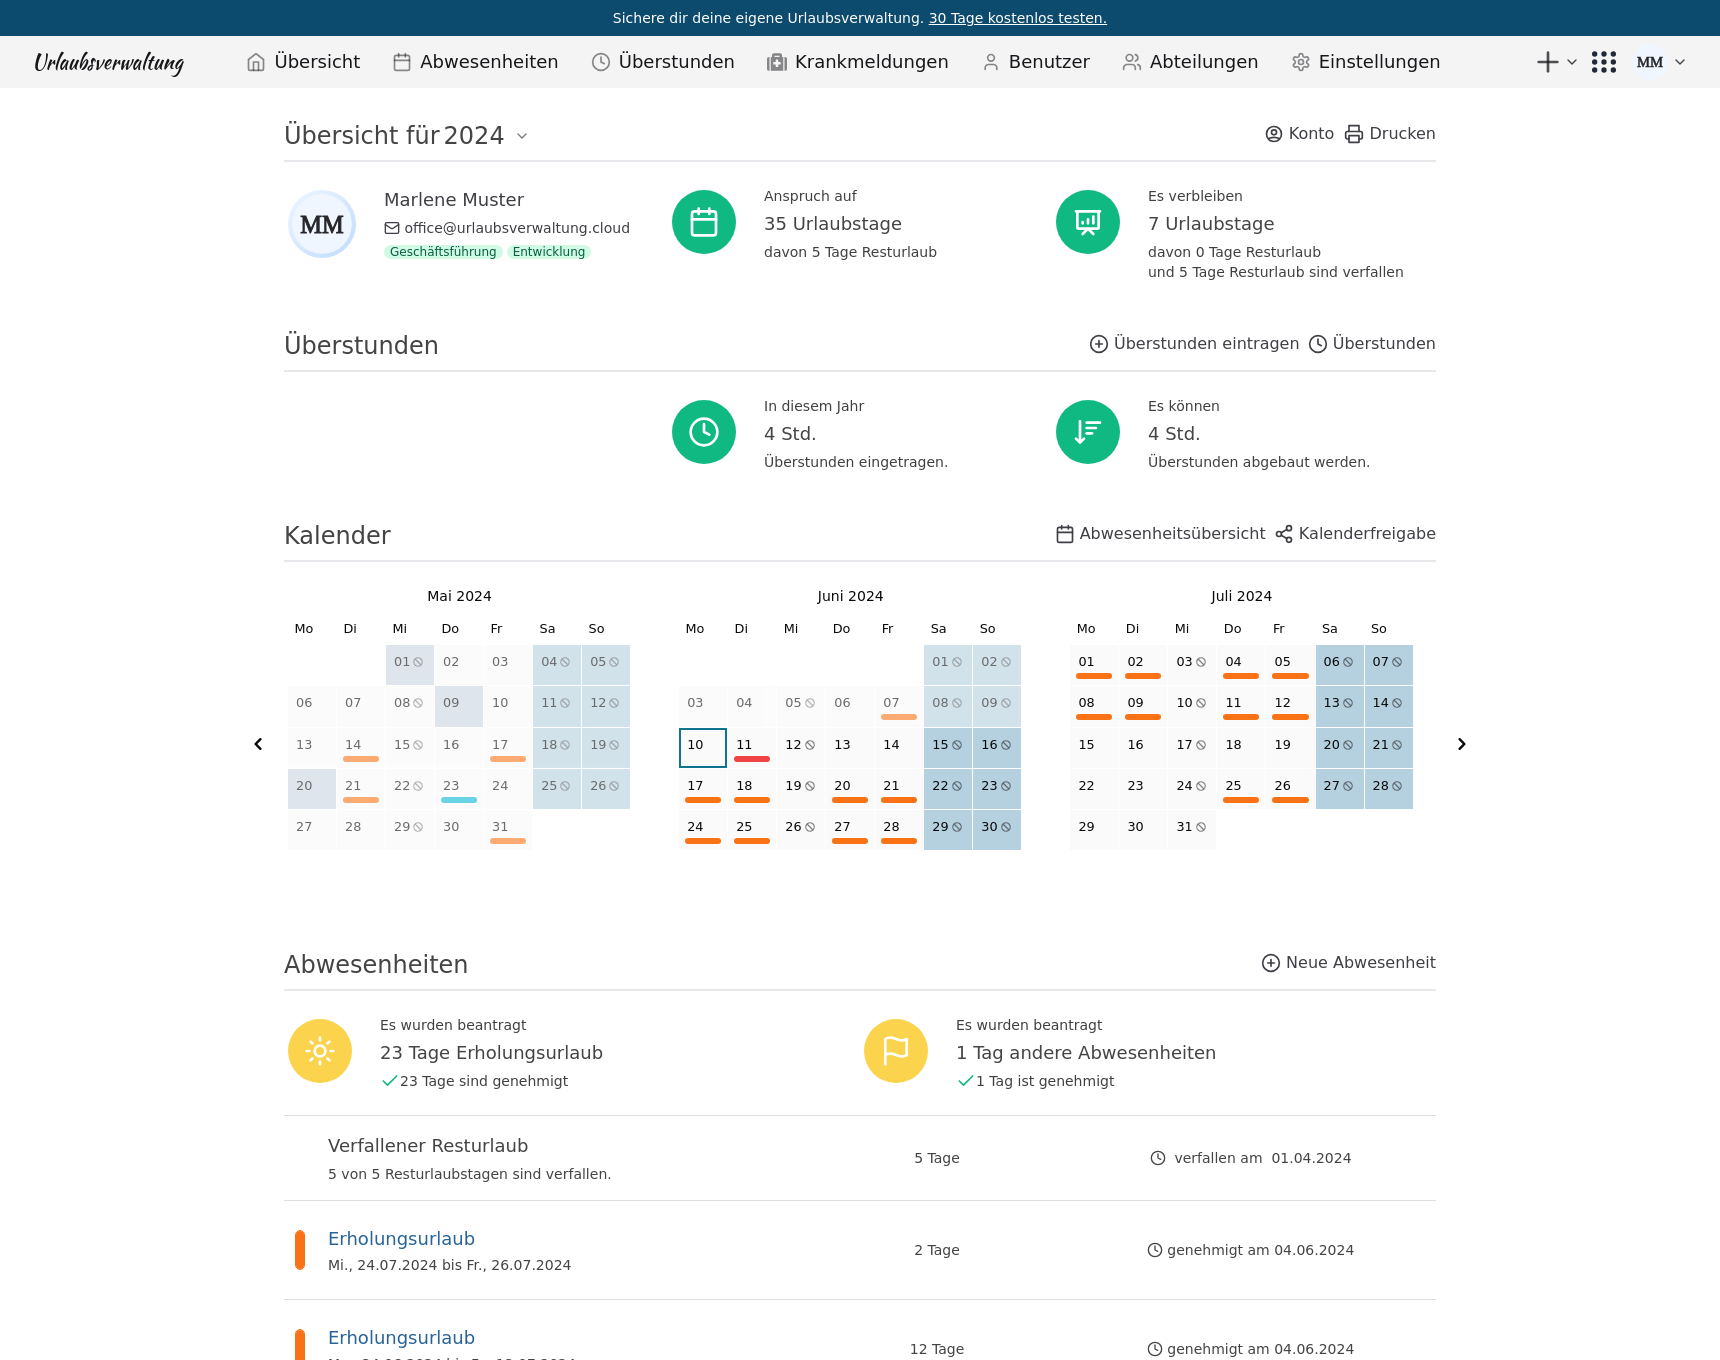 Sichere dir deine eigene Urlaubsverwaltung. 30 Tage kostenlos testen.
Urlaubsverwaltung Übersicht Abwesenheiten Überstunden Krankmeldungen Benutzer Abteilungen Einstellungen MM
Übersicht für 2024 Konto Drucken
MM
Marlene Muster
office@urlaubsverwaltung.cloud
Geschäftsführung Entwicklung
Anspruch auf
35 Urlaubstage
davon 5 Tage Resturlaub
Es verbleiben
7 Urlaubstage
davon 0 Tage Resturlaub
und 5 Tage Resturlaub sind verfallen
Überstunden Überstunden eintragen Überstunden
In diesem Jahr
4 Std.
Überstunden eingetragen.
Es können
4 Std.
Überstunden abgebaut werden.
Kalender Abwesenheitsübersicht Kalenderfreigabe
Mai 2024
Mo Di Mi Do Fr Sa So
01 02 03 04 05
06 07 08 09 10 11 12
13 14 15 16 17 18 19
20 21 22 23 24 25 26
27 28 29 30 31
Juni 2024
Mo Di Mi Do Fr Sa So
01 02
03 04 05 06 07 08 09
10 11 12 13 14 15 16
17 18 19 20 21 22 23
24 25 26 27 28 29 30
Juli 2024
Mo Di Mi Do Fr Sa So
01 02 03 04 05 06 07
08 09 10 11 12 13 14
15 16 17 18 19 20 21
22 23 24 25 26 27 28
29 30 31
Abwesenheiten Neue Abwesenheit
Es wurden beantragt
23 Tage Erholungsurlaub
23 Tage sind genehmigt
Es wurden beantragt
1 Tag andere Abwesenheiten
1 Tag ist genehmigt
Verfallener Resturlaub
5 von 5 Resturlaubstagen sind verfallen.
5 Tage
verfallen am 01.04.2024
Erholungsurlaub
Mi., 24.07.2024 bis Fr., 26.07.2024
2 Tage
genehmigt am 04.06.2024
Erholungsurlaub
12 Tage
genehmigt am 04.06.2024